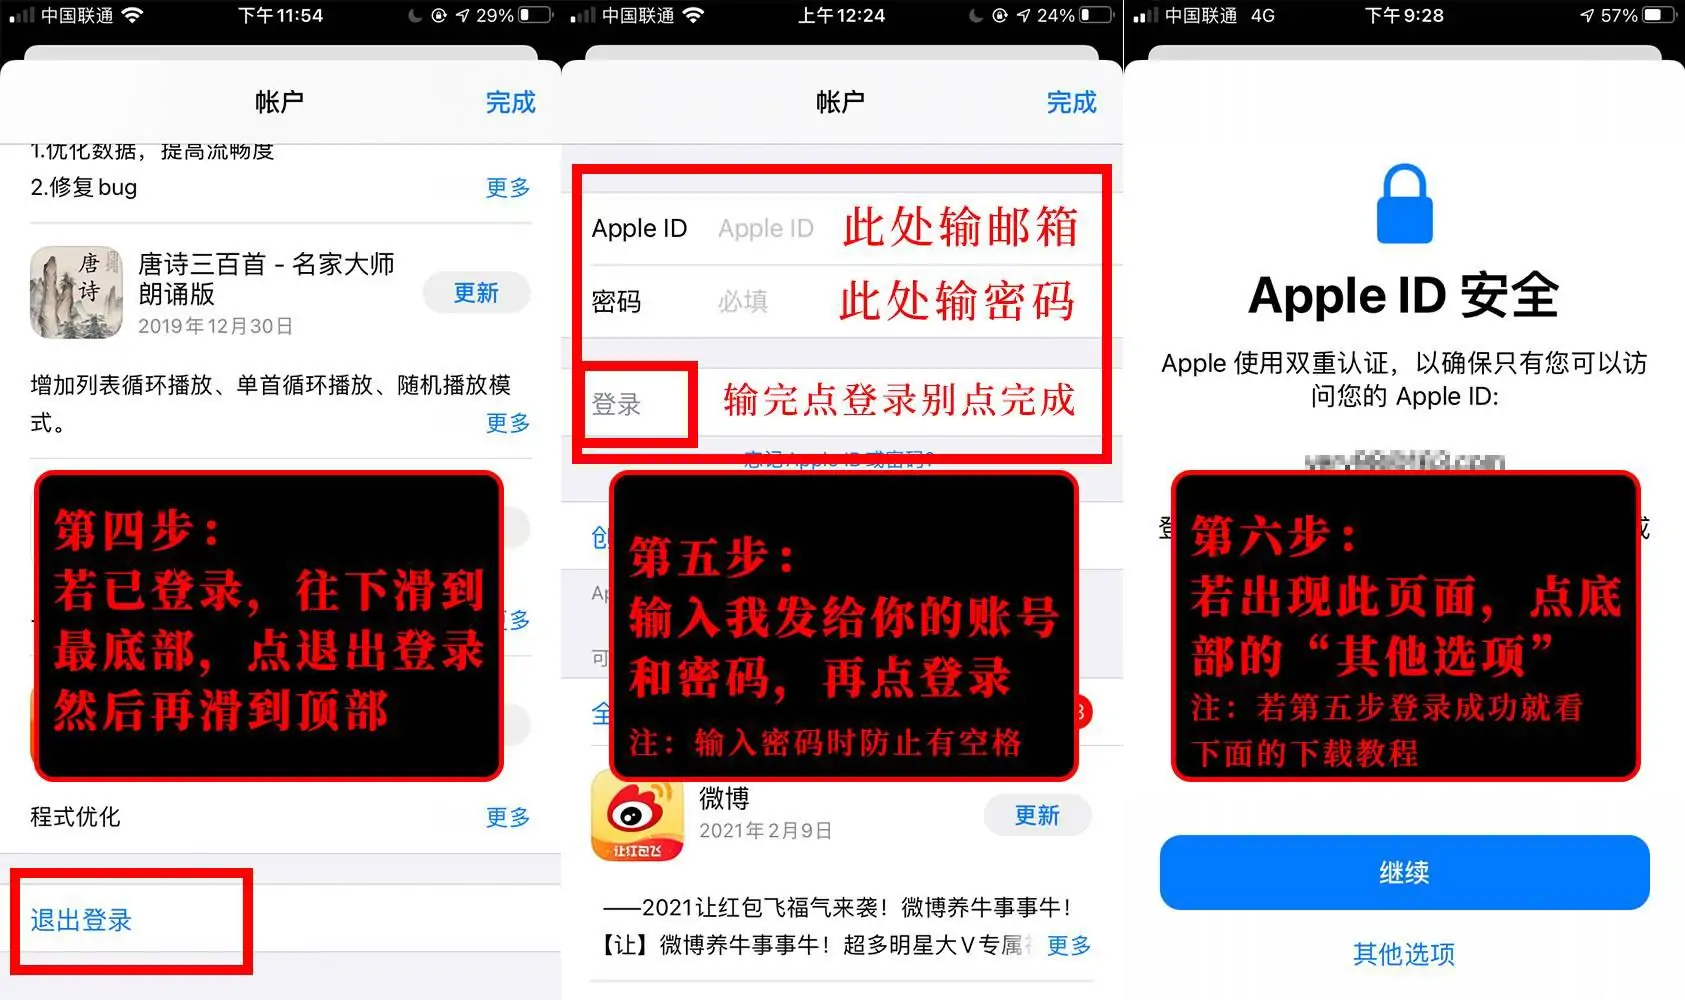 中国联通
下午11:54
29%
帐户
完成
1.优化数据，提高流畅度
2.修复 bug
更多
唐诗
唐诗三百首 - 名家大师
朗诵版
2019年12月30日
更新
增加列表循环播放、单首循环播放、随机播放模
式。
更多
第四步：
若已登录，往下滑到
最底部，点退出登录
然后再滑到顶部
更多
程式优化
更多
退出登录
中国联通
上午12:24
24%
帐户
完成
Apple ID
Apple ID
此处输邮箱
密码
必填
此处输密码
登录
输完点登录别点完成
忘记 Apple ID 或密码?
创
第五步：
输入我发给你的账号
和密码，再点登录
注：输入密码时防止有空格
Ap
可
全
3
让红包飞
微博
2021年2月9日
更新
——2021让红包飞福气来袭！微博养牛事事牛！
【让】微博养牛事事牛！超多明星大V专属
更多
中国联通 4G
下午9:28
57%
Apple ID 安全
Apple 使用双重认证，以确保只有您可以访
问您的 Apple ID:
登
第六步：
若出现此页面，点底
部的“其他选项”
注：若第五步登录成功就看
下面的下载教程
继续
其他选项